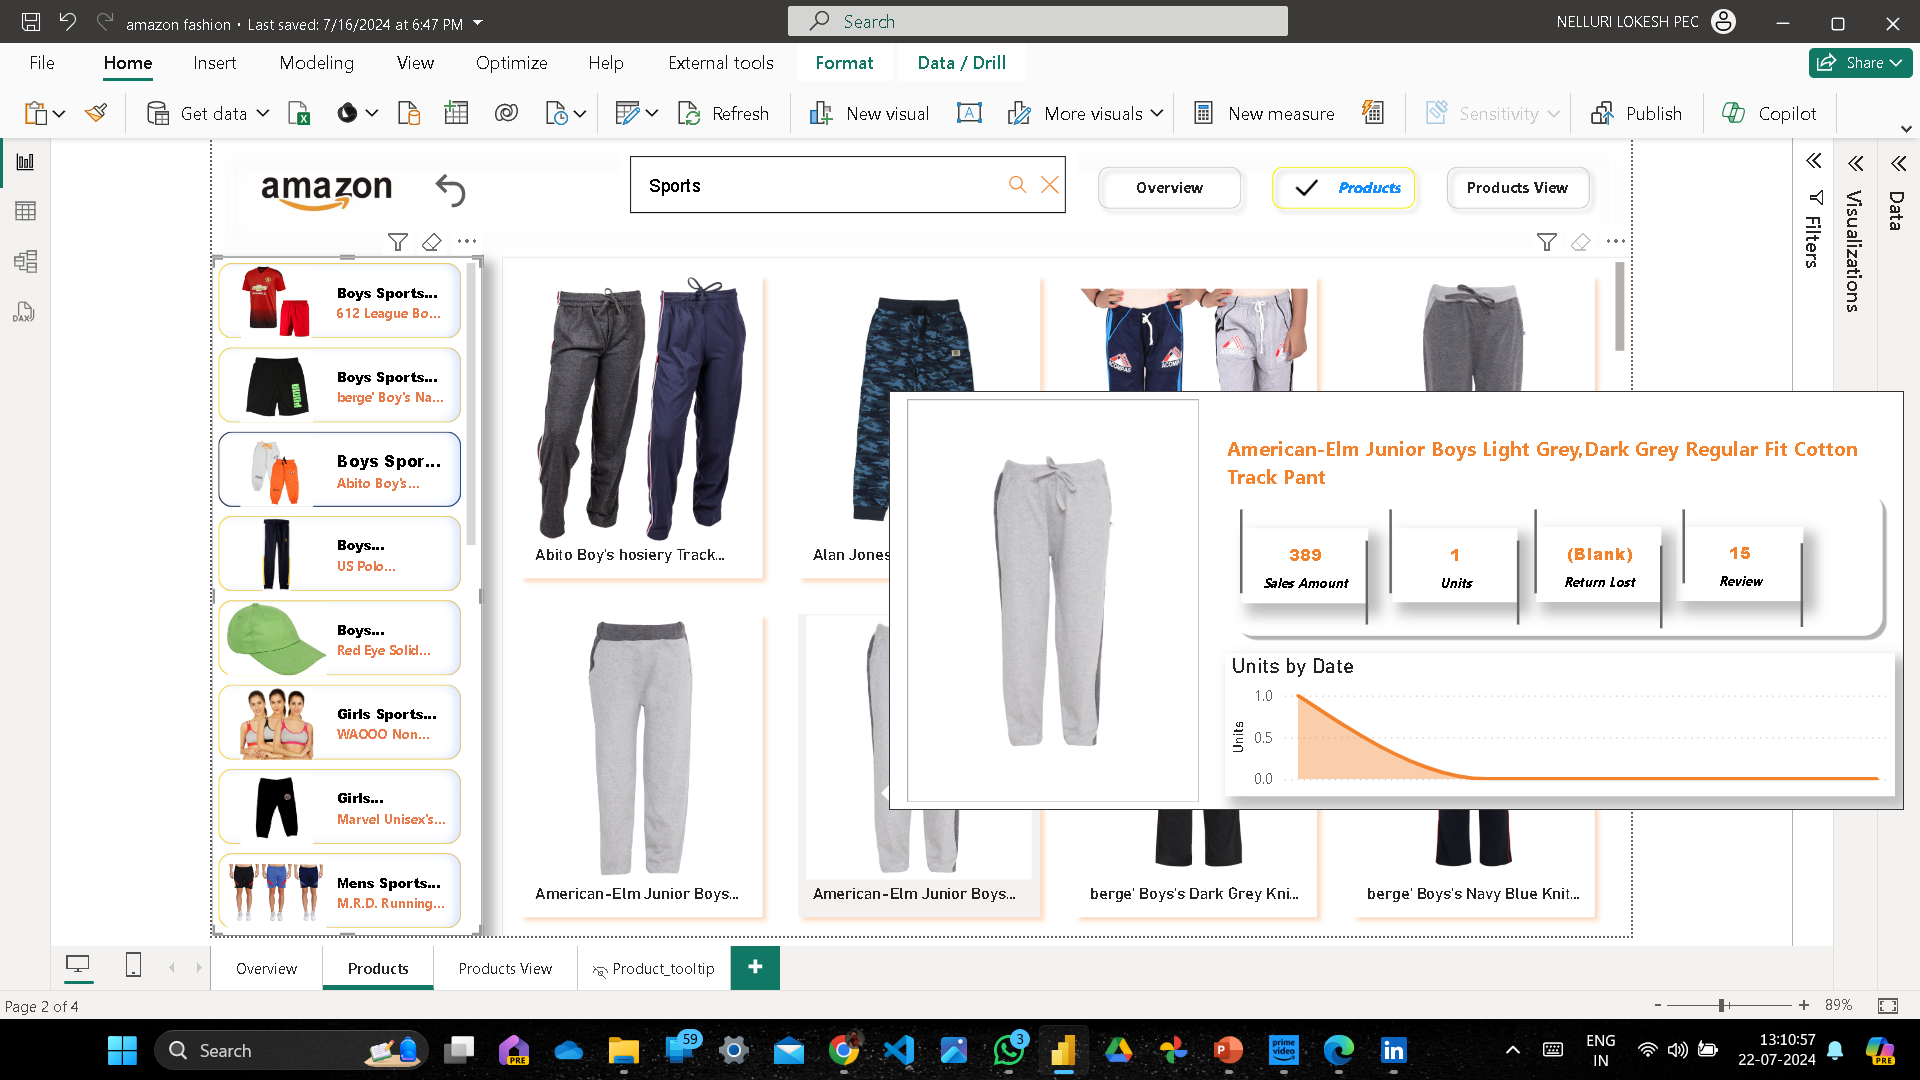 amazon fashion • Last saved: 7/16/2024 at 6:47 PM
Search
NELLURI LOKESH PEC
File
Home
Insert
Modeling
View
Optimize
Help
External tools
Format
Data / Drill
Share
Get data
Refresh
New visual
More visuals
New measure
Sensitivity
Publish
Copilot
amazon
Sports
Overview
Products
Products View
Filters
Visualizations
Data
DAX
Boys Sports...
612 League Bo...
Boys Sports...
berge' Boy's Na...
Boys Spor...
Abito Boy's...
Boys...
US Polo...
Boys...
Red Eye Solid...
Girls Sports...
WAOOO Non...
Girls...
Marvel Unisex's...
Mens Sports...
M.R.D. Running...
Abito Boy's hosiery Track...
Alan Jones
American-Elm Junior Boys...
American-Elm Junior Boys...
berge' Boys's Dark Grey Kni...
berge' Boys's Navy Blue Knit...
American-Elm Junior Boys Light Grey,Dark Grey Regular Fit Cotton
Track Pant
389
Sales Amount
1
Units
(Blank)
Return Lost
15
Review
Units by Date
Units
1.0
0.5
0.0
Overview
Products
Products View
Product_tooltip
Page 2 of 4
89%
Search
PRE
59
3
prime video
ENG
IN
13:10:57
22-07-2024
PRE